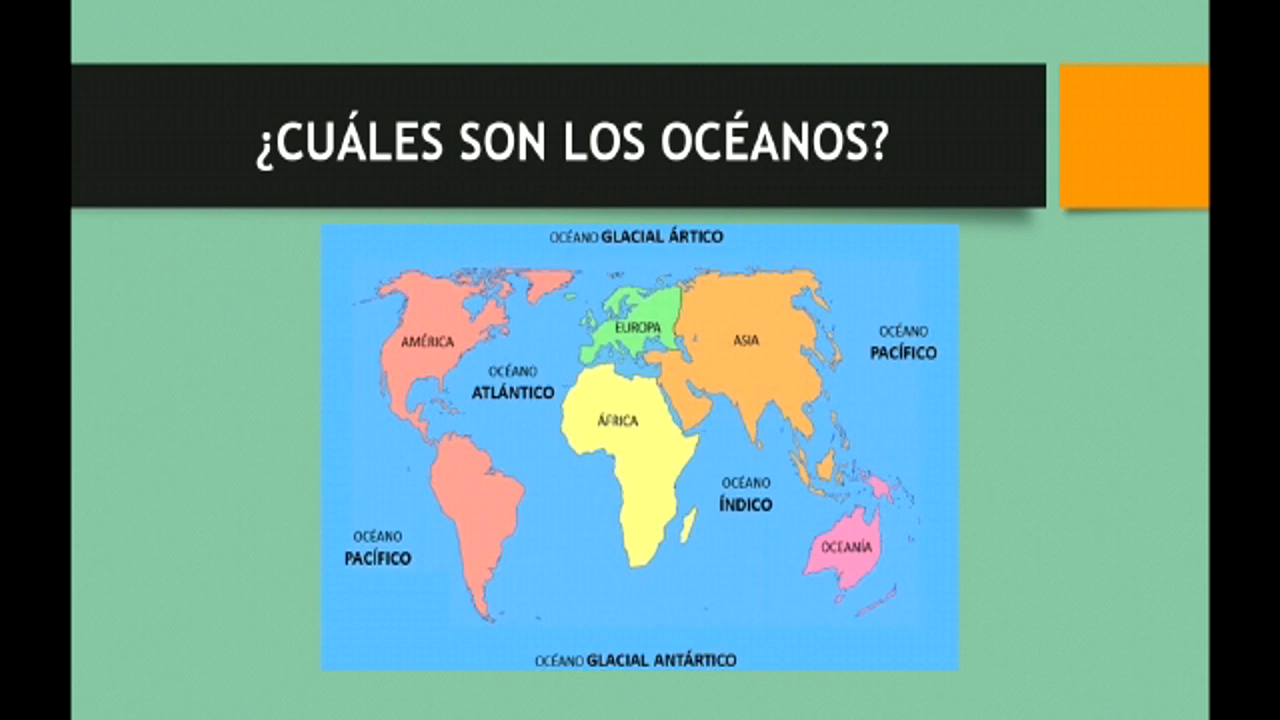 ¿CUÁLES SON LOS OCÉANOS?
OCÉANO GLACIAL ÁRTICO
EUROPA
AMÉRICA
ASIA
OCÉANO
PACÍFICO
OCÉANO
ATLÁNTICO
ÁFRICA
OCÉANO
ÍNDICO
OCÉANO
PACÍFICO
OCEANÍA
OCÉANO GLACIAL ANTÁRTICO